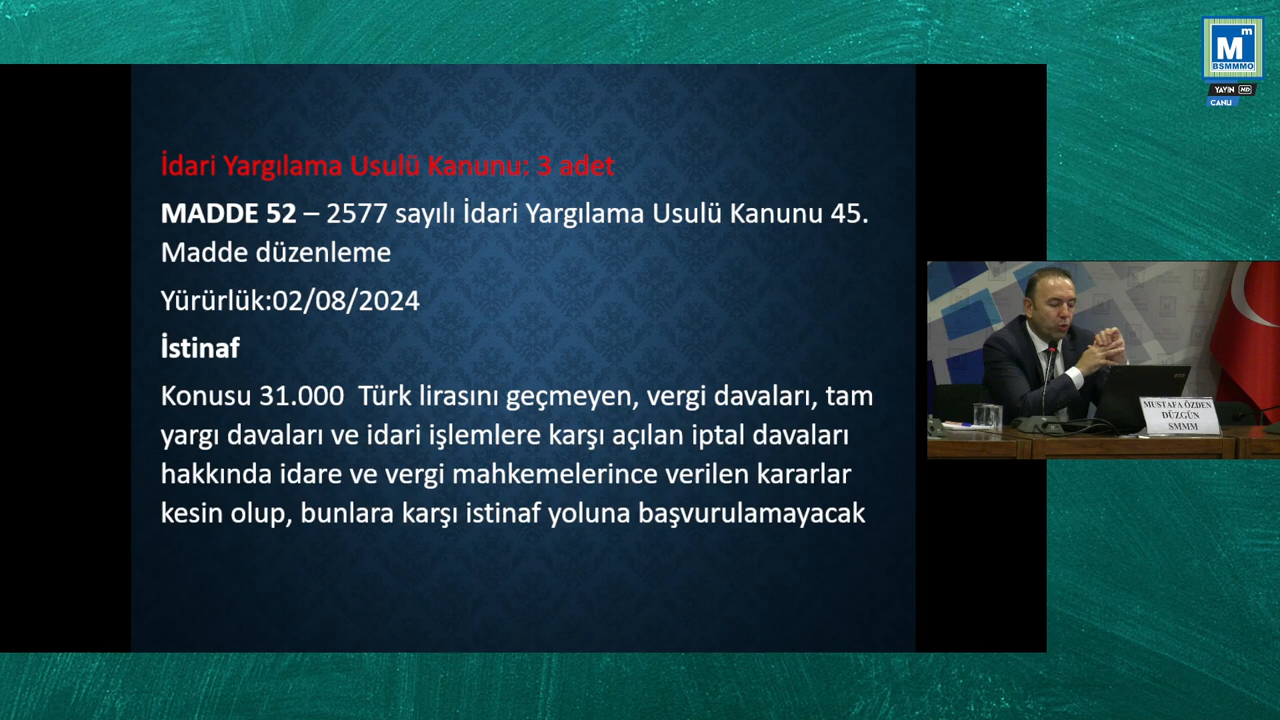 M m
BSMMMO
YAYIN HD
CANLI
İdari Yargılama Usulü Kanunu: 3 adet
MADDE 52 – 2577 sayılı İdari Yargılama Usulü Kanunu 45.
Madde düzenleme
Yürürlük:02/08/2024
İstinaf
Konusu 31.000 Türk lirasını geçmeyen, vergi davaları, tam
yargı davaları ve idari işlemlere karşı açılan iptal davaları
hakkında idare ve vergi mahkemelerince verilen kararlar
kesin olup, bunlara karşı istinaf yoluna başvurulamayacak
MUSTAFA ÖZDEN
DÜZGÜN
SMMM